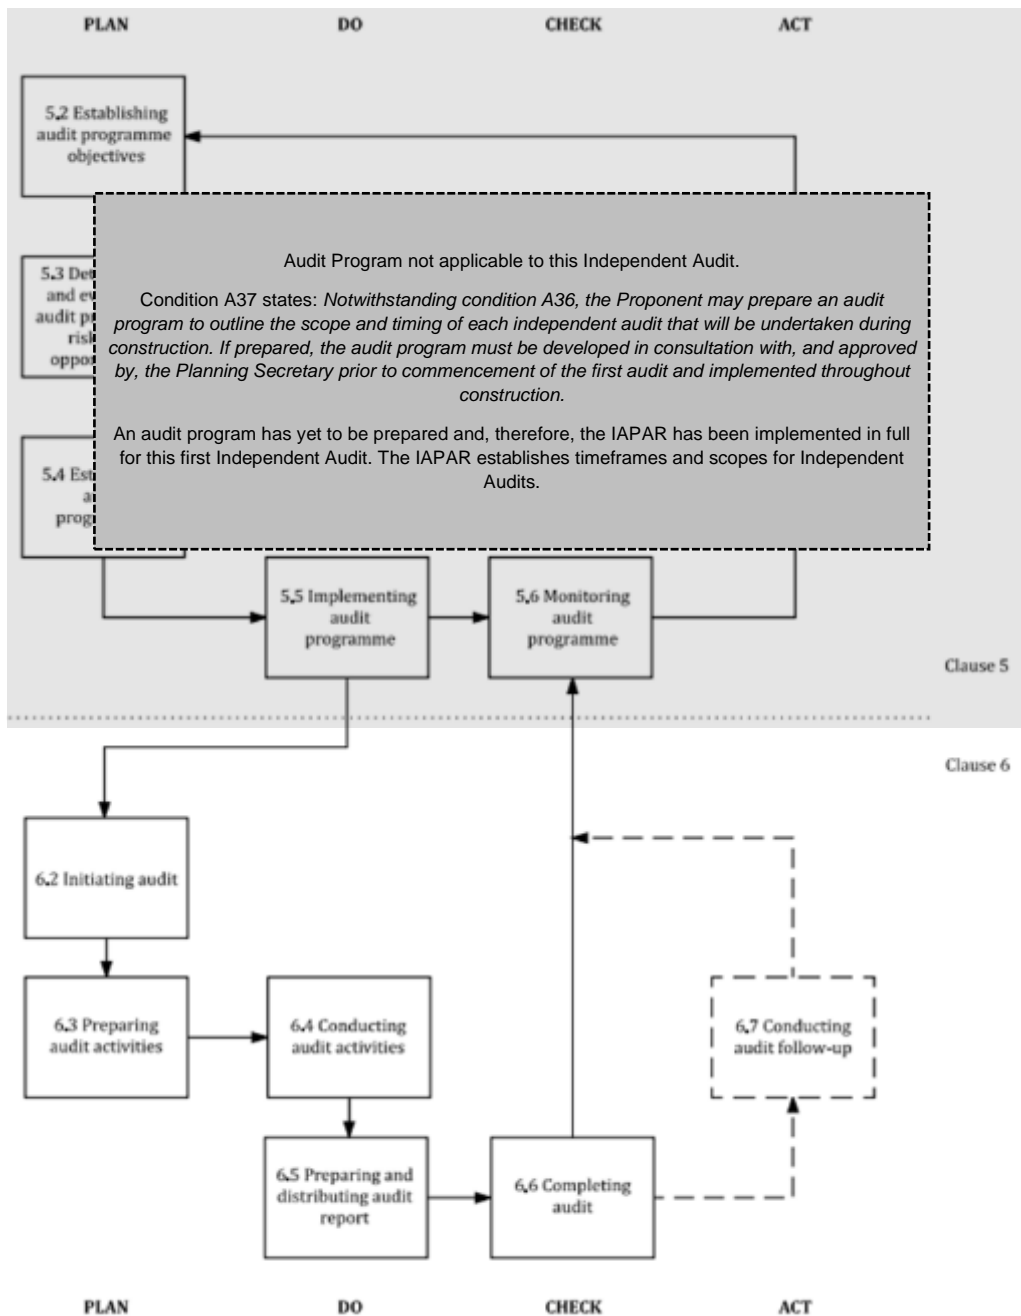 PLAN DO CHECK ACT
5.2 Establishing
audit programme
objectives
5.3
and
audit
Audit Program not applicable to this Independent Audit.
Condition A37 states: Notwithstanding condition A36, the Proponent may prepare an audit
program to outline the scope and timing of each independent audit that will be undertaken during
construction. If prepared, the audit program must be developed in consultation with, and approved
by, the Planning Secretary prior to commencement of the first audit and implemented throughout
construction.
An audit program has yet to be prepared and, therefore, the IAPAR has been implemented in full
for this first Independent Audit. The IAPAR establishes timeframes and scopes for Independent
Audits.
5.4
5.5 Implementing
audit
programme
5.6 Monitoring
audit
programme
Clause 5
Clause 6
6.2 Initiating audit
6.3 Preparing
audit activities
6.4 Conducting
audit activities
6.7 Conducting
audit follow-up
6.5 Preparing and
distributing audit
report
6.6 Completing
audit
PLAN DO CHECK ACT